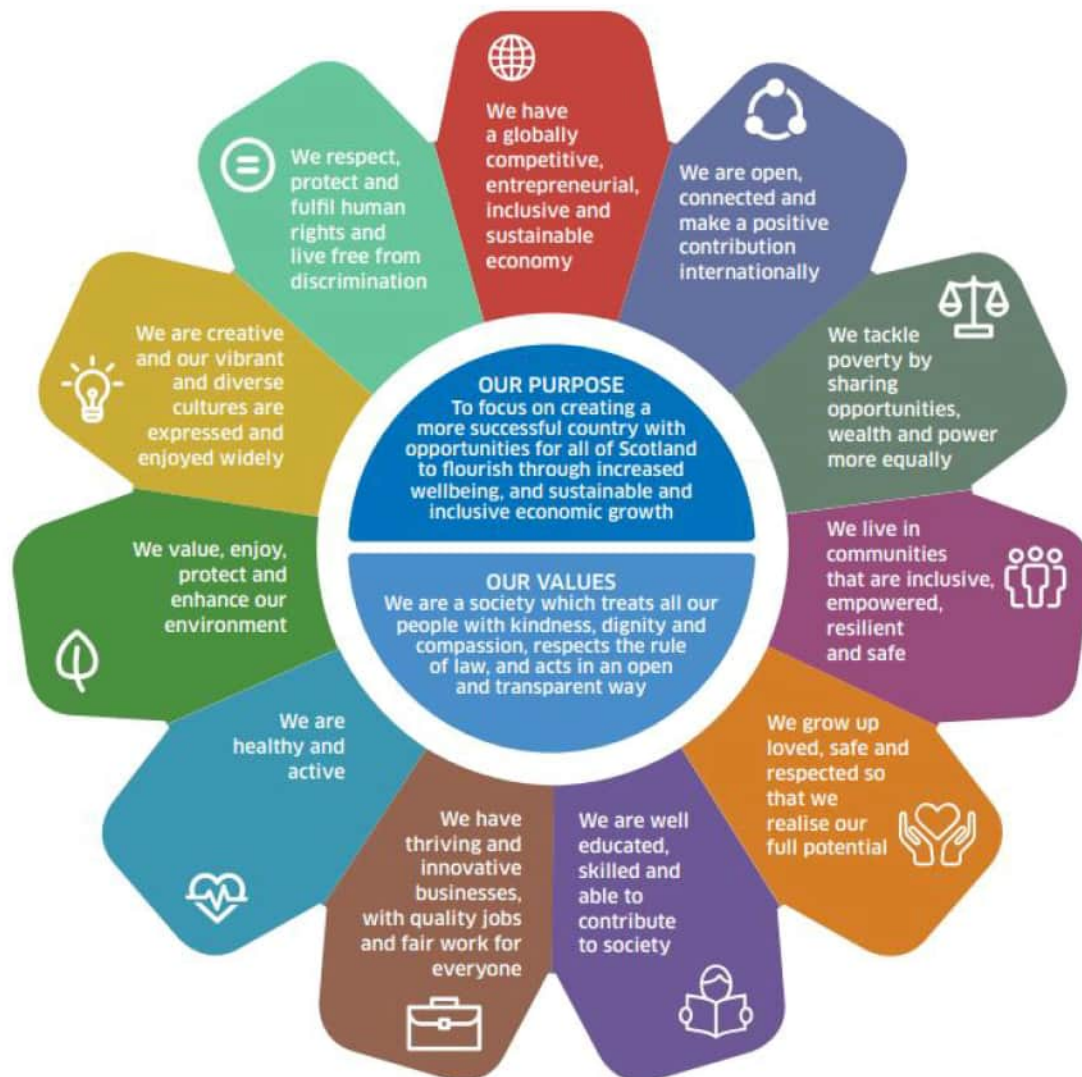 We have
a globally
competitive,
entrepreneurial,
inclusive and
sustainable
economy
We are open,
connected and
make a positive
contribution
internationally
We tackle
poverty by
sharing
opportunities,
wealth and power
more equally
We live in
communities
that are inclusive,
empowered,
resilient
and safe
We grow up
loved, safe and
respected so
that we
realise our
full potential
We are well
educated,
skilled and
able to
contribute
to society
We have
thriving and
innovative
businesses,
with quality jobs
and fair work for
everyone
We are
healthy and
active
We value, enjoy,
protect and
enhance our
environment
We are creative
and our vibrant
and diverse
cultures are
expressed and
enjoyed widely
We respect,
protect and
fulfil human
rights and
live free from
discrimination
OUR PURPOSE
To focus on creating a
more successful country with
opportunities for all of Scotland
to flourish through increased
wellbeing, and sustainable and
inclusive economic growth
OUR VALUES
We are a society which treats all our
people with kindness, dignity and
compassion, respects the rule
of law, and acts in an open
and transparent way